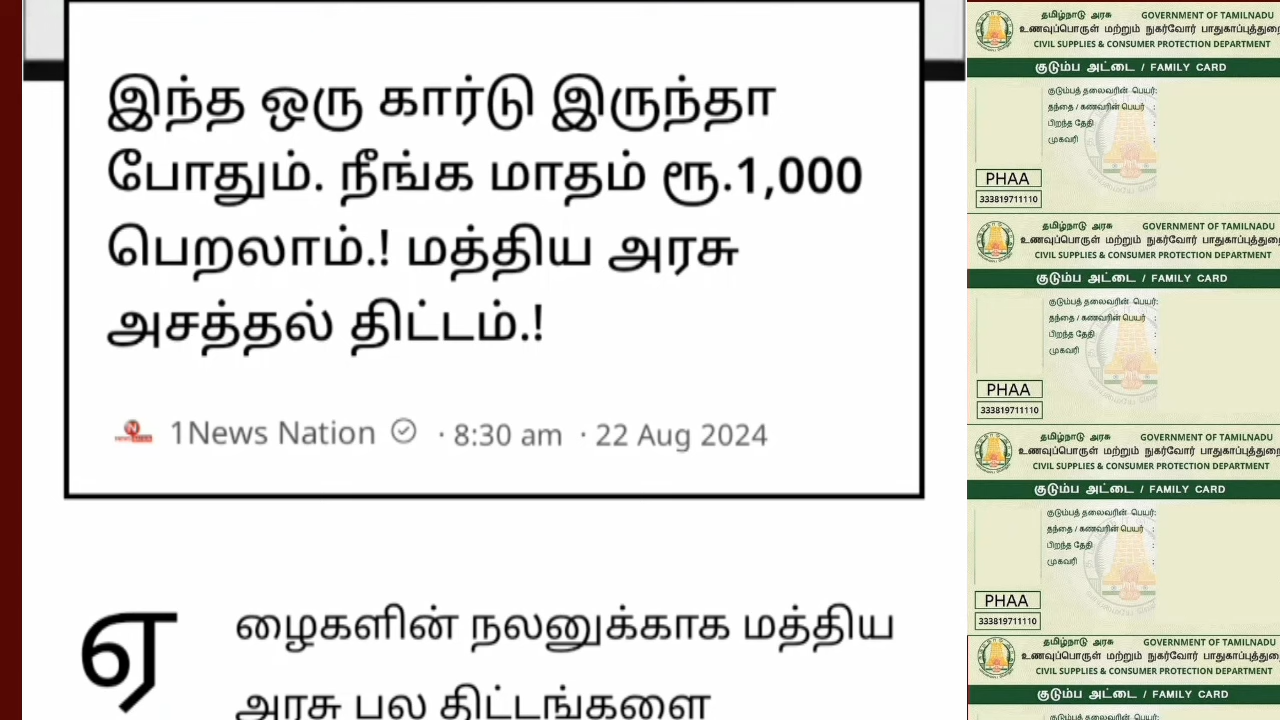 இந்த ஒரு கார்டு இருந்தா
போதும். நீங்க மாதம் ரூ.1,000
பெறலாம்.! மத்திய அரசு
அசத்தல் திட்டம்.!
1News Nation · 8:30 am · 22 Aug 2024
ஏ
ழைகளின் நலனுக்காக மத்திய
அரசு பல திட்டங்களை
தமிழ்நாடு அரசு GOVERNMENT OF TAMILNADU
உணவுப்பொருள் மற்றும் நுகர்வோர் பாதுகாப்புத்துறை
CIVIL SUPPLIES & CONSUMER PROTECTION DEPARTMENT
குடும்ப அட்டை / FAMILY CARD
குடும்பத் தலைவரின் பெயர்:
தந்தை / கணவரின் பெயர் :
பிறந்த தேதி :
முகவரி :
PHAA
333819711110
தமிழ்நாடு அரசு GOVERNMENT OF TAMILNADU
உணவுப்பொருள் மற்றும் நுகர்வோர் பாதுகாப்புத்துறை
CIVIL SUPPLIES & CONSUMER PROTECTION DEPARTMENT
குடும்ப அட்டை / FAMILY CARD
குடும்பத் தலைவரின் பெயர்:
தந்தை / கணவரின் பெயர் :
பிறந்த தேதி :
முகவரி :
PHAA
333819711110
தமிழ்நாடு அரசு GOVERNMENT OF TAMILNADU
உணவுப்பொருள் மற்றும் நுகர்வோர் பாதுகாப்புத்துறை
CIVIL SUPPLIES & CONSUMER PROTECTION DEPARTMENT
குடும்ப அட்டை / FAMILY CARD
குடும்பத் தலைவரின் பெயர்:
தந்தை / கணவரின் பெயர் :
பிறந்த தேதி :
முகவரி :
PHAA
333819711110
தமிழ்நாடு அரசு GOVERNMENT OF TAMILNADU
உணவுப்பொருள் மற்றும் நுகர்வோர் பாதுகாப்புத்துறை
CIVIL SUPPLIES & CONSUMER PROTECTION DEPARTMENT
குடும்ப அட்டை / FAMILY CARD
குடும்பத் தலைவரின் பெயர்: